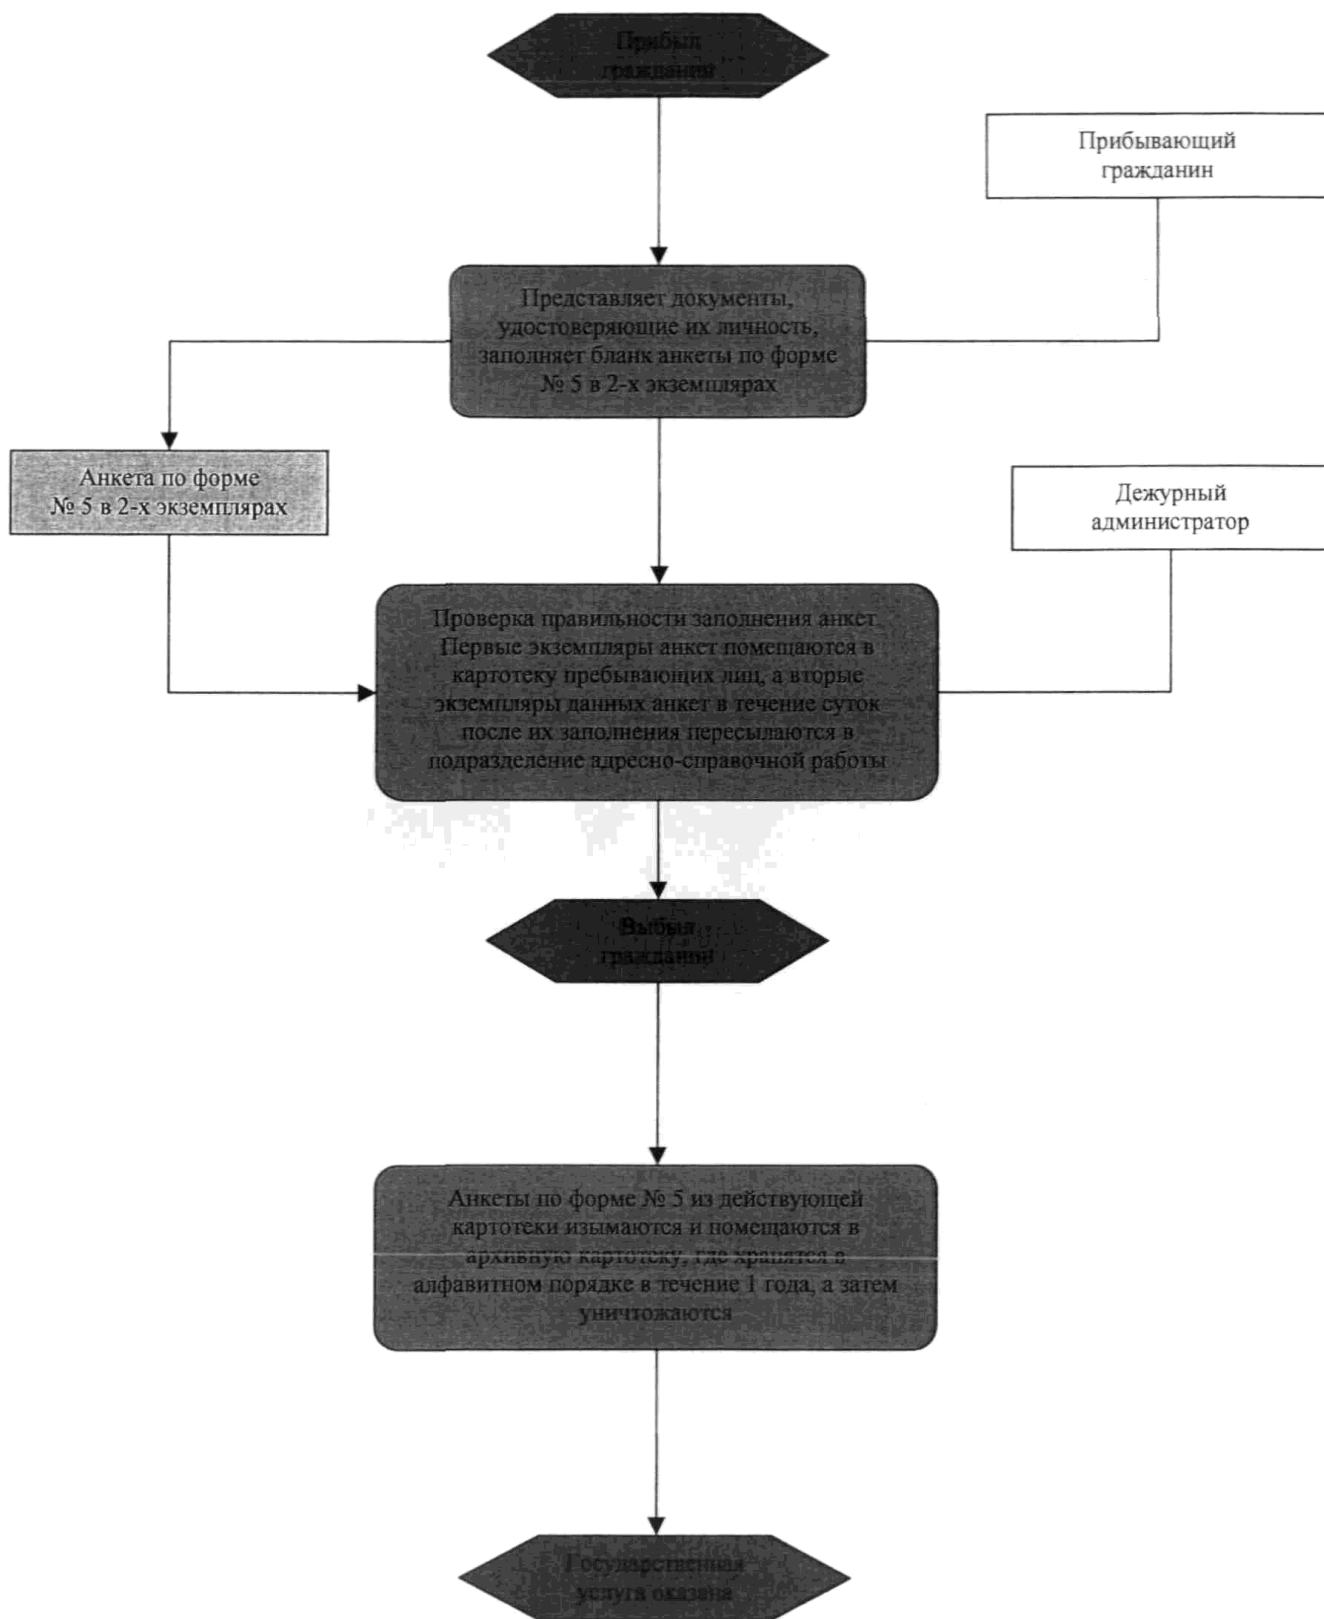 Прибыл
гражданин
Прибывающий
гражданин
Представляет документы,
удостоверяющие их личность,
заполняет бланк анкеты по форме
№ 5 в 2-х экземплярах
Анкета по форме
№ 5 в 2-х экземплярах
Дежурный
администратор
Проверка правильности заполнения анкет.
Первые экземпляры анкет помещаются в
картотеку пребывающих лиц, а вторые
экземпляры данных анкет в течение суток
после их заполнения пересылаются в
подразделение адресно-справочной работы
Выбыл
гражданин
Анкеты по форме № 5 из действующей
картотеки изымаются и помещаются в
архивную картотеку, где хранятся в
алфавитном порядке в течение 1 года, а затем
уничтожаются
Государственная
услуга оказана